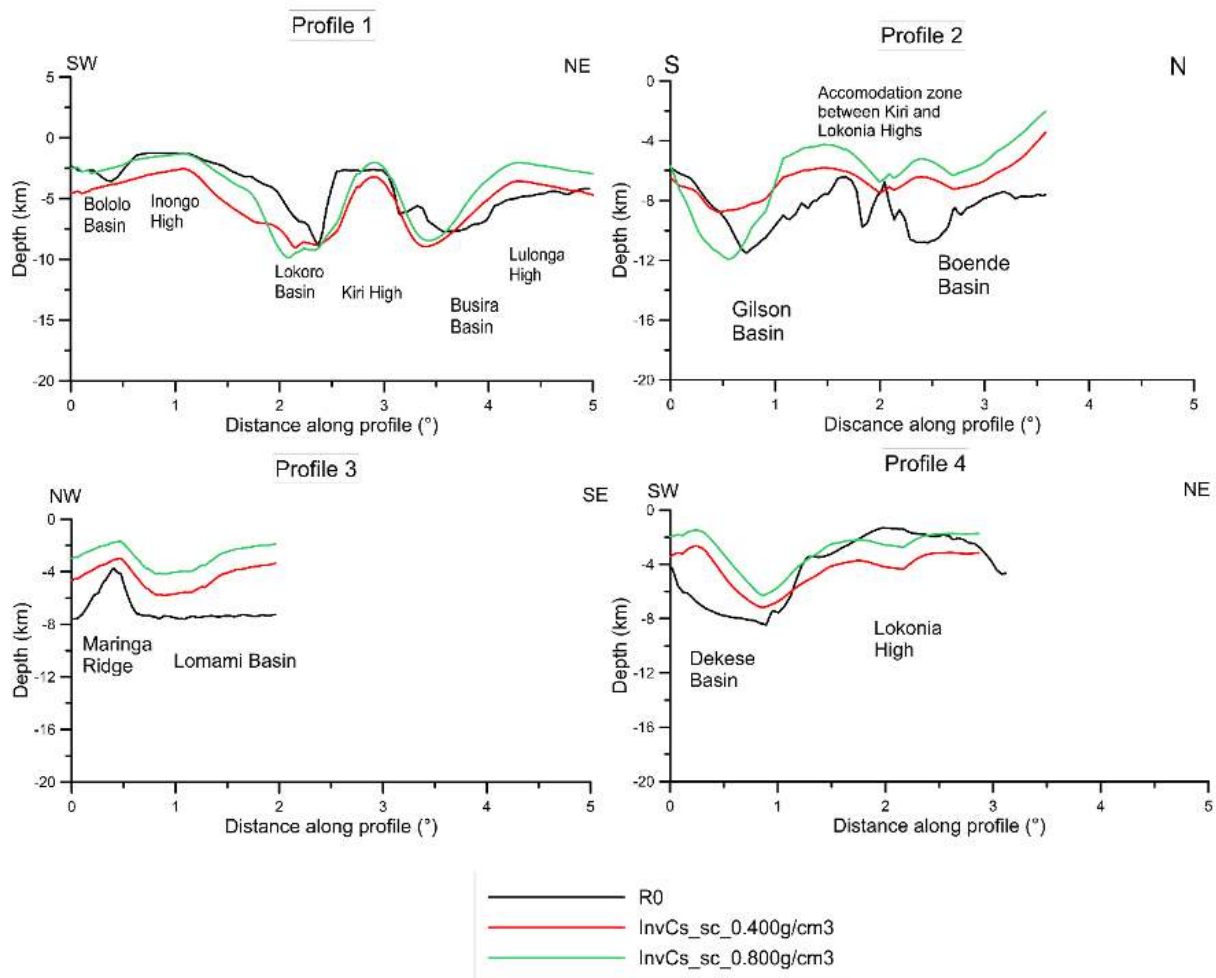 Profile 1
SW
NE
5
0
-5
-10
-15
-20
Depth (km)
Bololo
Basin
Inongo
High
Lokoro
Basin
Kiri High
Busira
Basin
Lulonga
High
0
1
2
3
4
5
Distance along profile (°)
Profile 2
S
N
-0
-4
-8
-12
-16
-20
Depth (km)
Accomodation zone
between Kiri and
Lokonia Highs
Gilson
Basin
Boende
Basin
0
1
2
3
4
5
Discance along profile (°)
Profile 3
NW
SE
0
-4
-8
-12
-16
-20
Depth (km)
Maringa
Ridge
Lomami Basin
0
1
2
3
4
5
Distance along profile (°)
Profile 4
SW
NE
0
-4
-8
-12
-16
-20
Depth (km)
Dekese
Basin
Lokonia
High
0
1
2
3
4
5
Distance along profile (°)
R0
InvCs_sc_0.400g/cm3
InvCs_sc_0.800g/cm3